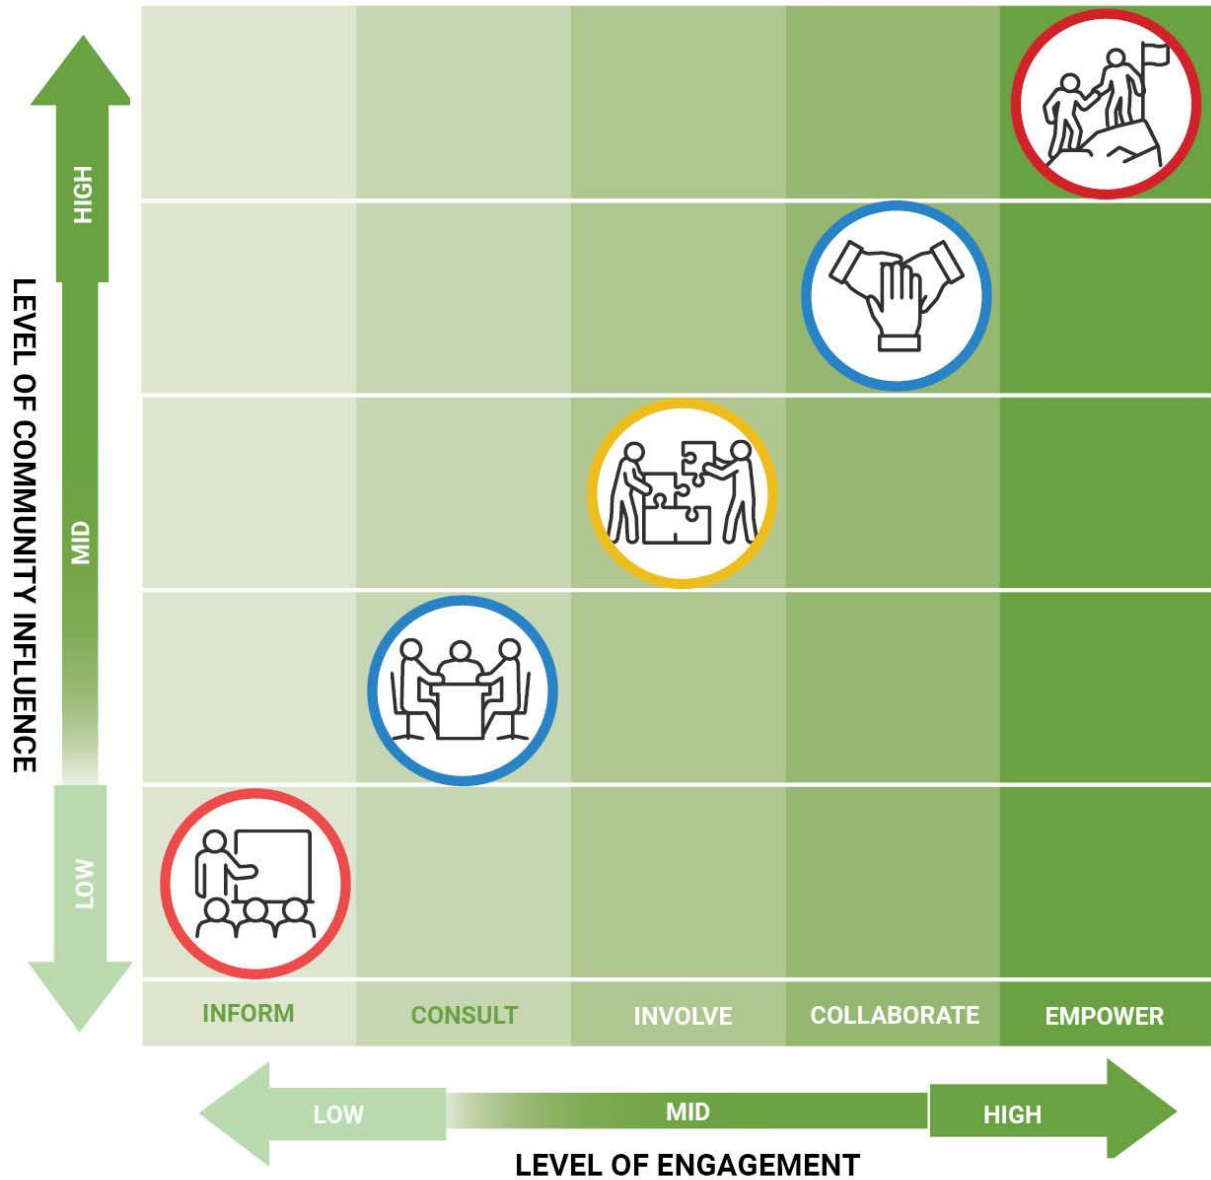 HIGH
MID
LOW
LEVEL OF COMMUNITY INFLUENCE
INFORM
CONSULT
INVOLVE
COLLABORATE
EMPOWER
LOW
MID
HIGH
LEVEL OF ENGAGEMENT